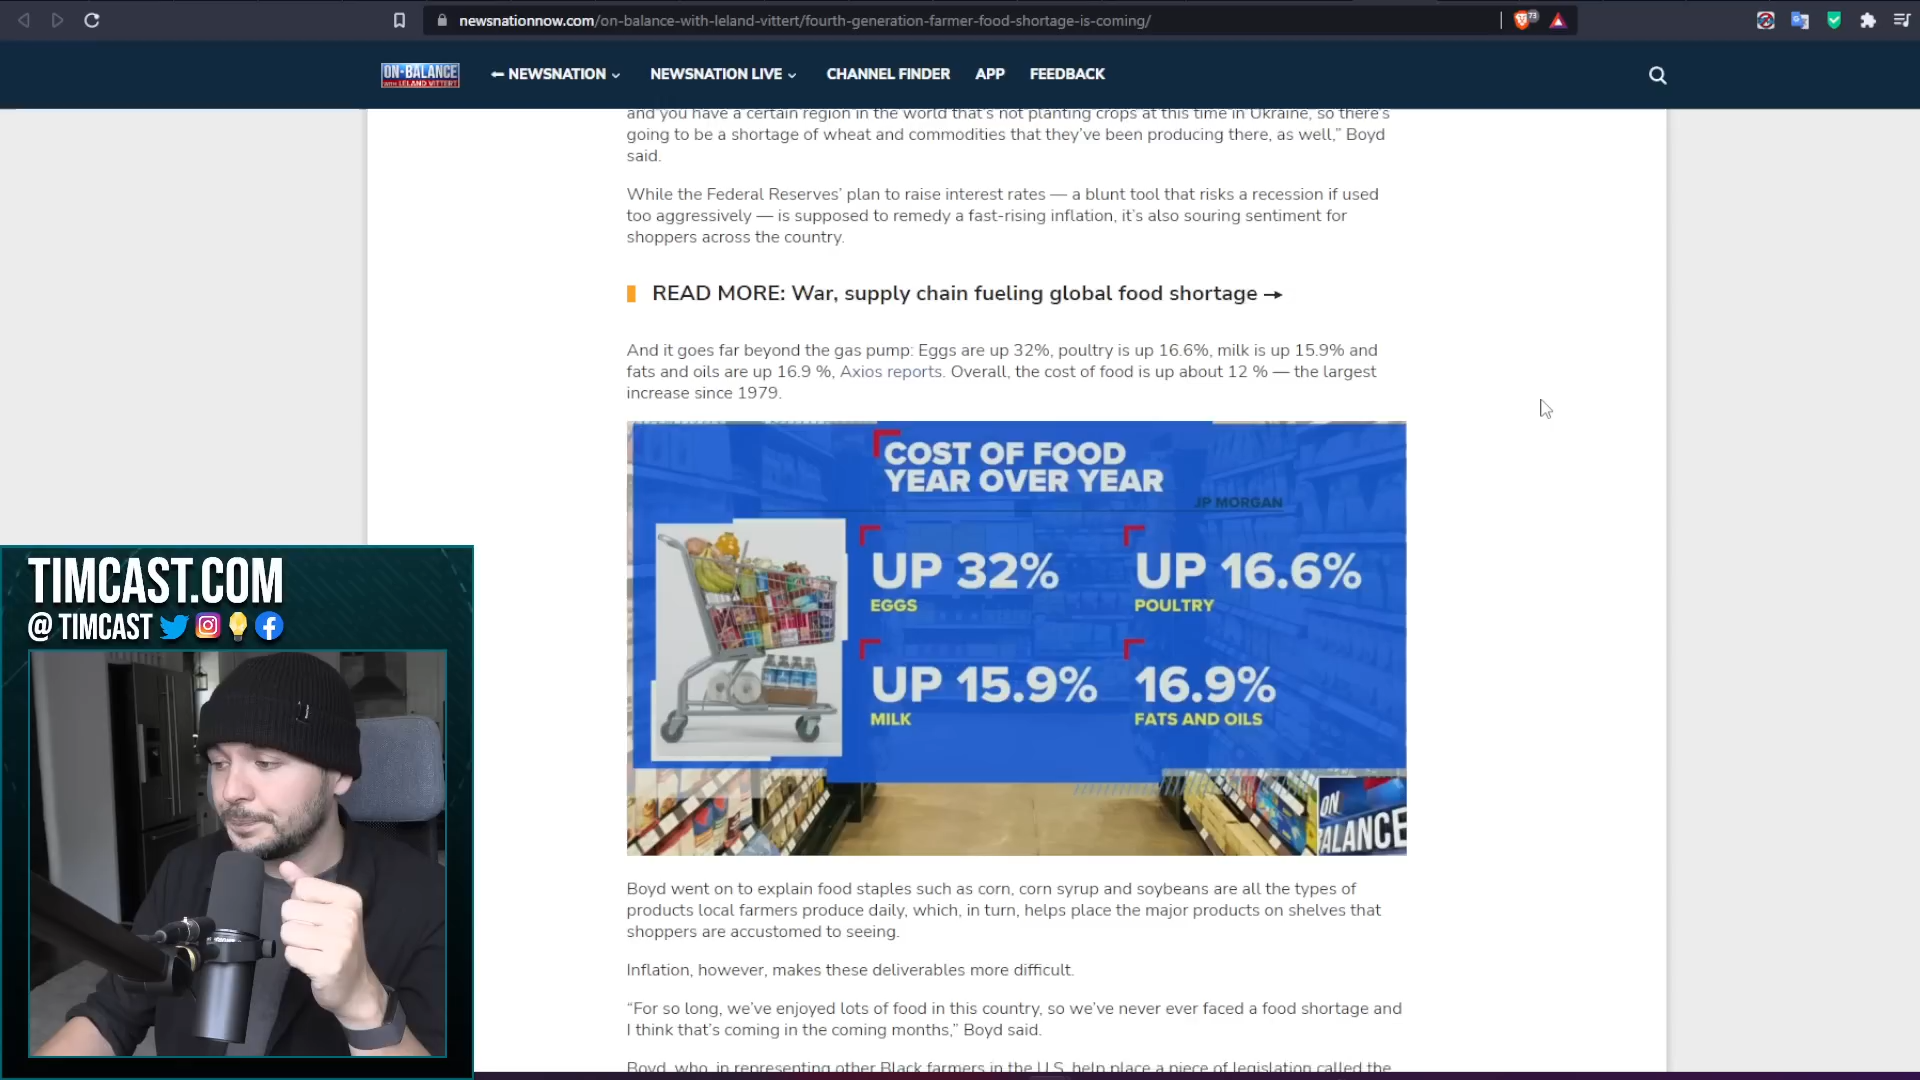 newsnationnow.com/on-balance-with-leland-vittert/fourth-generation-farmer-food-shortage-is-coming/
73
ON-BALANCE
WITH LELAND VITTERT
NEWSNATION
NEWSNATION LIVE
CHANNEL FINDER
APP
FEEDBACK
and you have a certain region in the world that's not planting crops at this time in Ukraine, so there's
going to be a shortage of wheat and commodities that they've been producing there, as well,” Boyd
said.
While the Federal Reserves’ plan to raise interest rates — a blunt tool that risks a recession if used
too aggressively — is supposed to remedy a fast-rising inflation, it’s also souring sentiment for
shoppers across the country.
READ MORE: War, supply chain fueling global food shortage →
And it goes far beyond the gas pump: Eggs are up 32%, poultry is up 16.6%, milk is up 15.9% and
fats and oils are up 16.9 %, Axios reports. Overall, the cost of food is up about 12 % — the largest
increase since 1979.
COST OF FOOD
YEAR OVER YEAR
JP MORGAN
UP 32%
EGGS
UP 16.6%
POULTRY
UP 15.9%
MILK
16.9%
FATS AND OILS
ON
BALANCE
TIMCAST.COM
@ TIMCAST
Boyd went on to explain food staples such as corn, corn syrup and soybeans are all the types of
products local farmers produce daily, which, in turn, helps place the major products on shelves that
shoppers are accustomed to seeing.
Inflation, however, makes these deliverables more difficult.
“For so long, we’ve enjoyed lots of food in this country, so we’ve never ever faced a food shortage and
I think that’s coming in the coming months,” Boyd said.
Boyd, who, in representing other Black farmers in the U.S. help place a piece of legislation called the